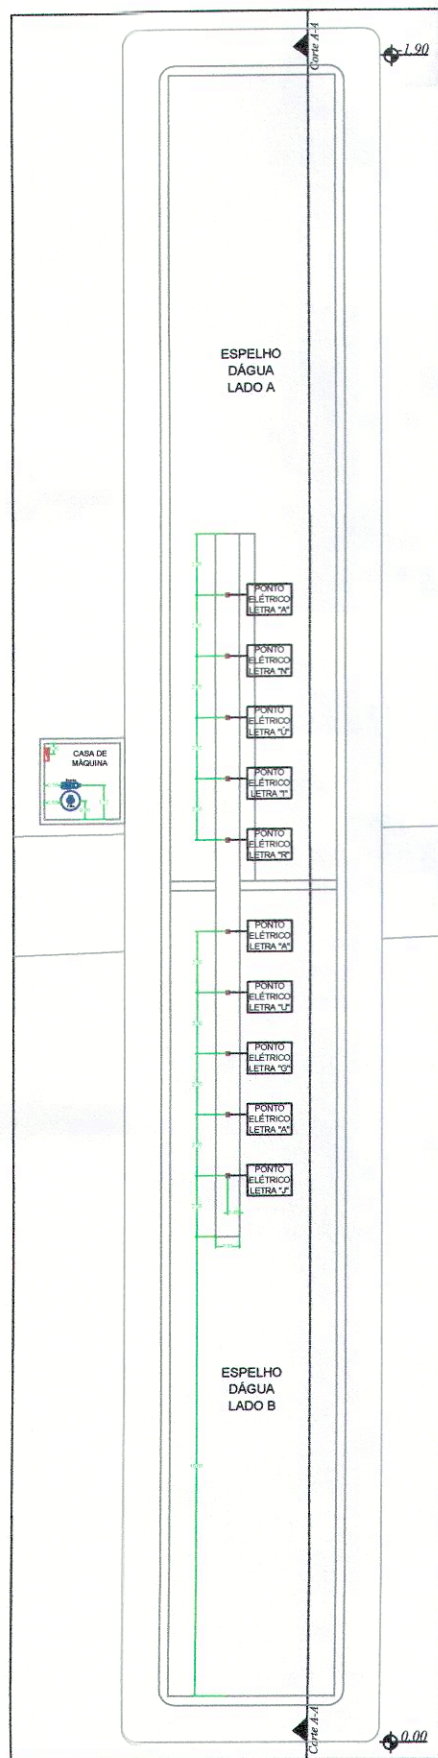 Corte A-A
-1.90
ESPELHO
DÁGUA
LADO A
PONTO
ELÉTRICO
LETRA "A"
PONTO
ELÉTRICO
LETRA "N"
PONTO
ELÉTRICO
LETRA "Ú"
CASA DE
MÁQUINA
PONTO
ELÉTRICO
LETRA "T"
PONTO
ELÉTRICO
LETRA "R"
PONTO
ELÉTRICO
LETRA "A"
PONTO
ELÉTRICO
LETRA "U"
PONTO
ELÉTRICO
LETRA "G"
PONTO
ELÉTRICO
LETRA "A"
PONTO
ELÉTRICO
LETRA "J"
ESPELHO
DÁGUA
LADO B
Corte A-A
0.00